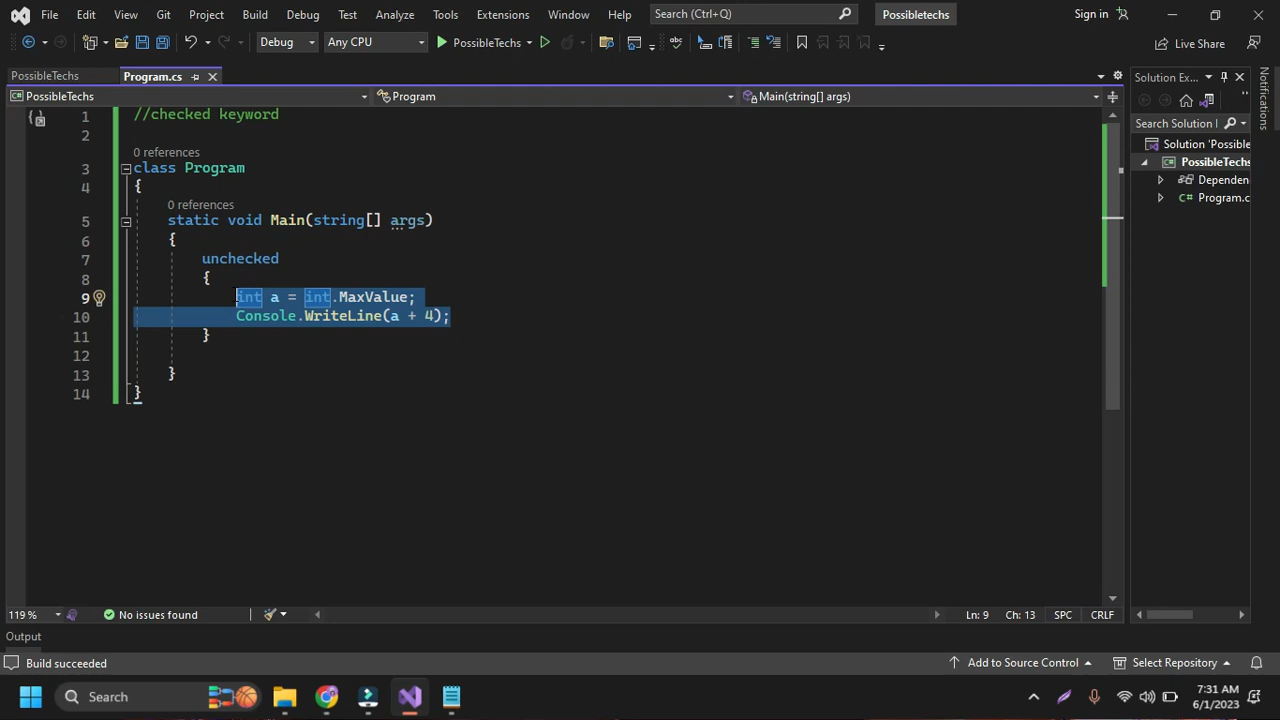 File Edit View Git Project Build Debug Test Analyze Tools Extensions Window Help Search (Ctrl+Q) Possibletechs Sign in
Debug Any CPU PossibleTechs Live Share
PossibleTechs Program.cs Solution Ex...
PossibleTechs Program Main(string[] args)
Notifications
1 //checked keyword
2
0 references
3 class Program
4 {
0 references
5 static void Main(string[] args)
6 {
7 unchecked
8 {
9 int a = int.MaxValue;
10 Console.WriteLine(a + 4);
11 }
12
13 }
14 }
Search Solution
Solution 'Possible
PossibleTechs
Dependen
Program.c
119 % No issues found Ln: 9 Ch: 13 SPC CRLF
Output
Build succeeded Add to Source Control Select Repository
Search 7:31 AM
6/1/2023